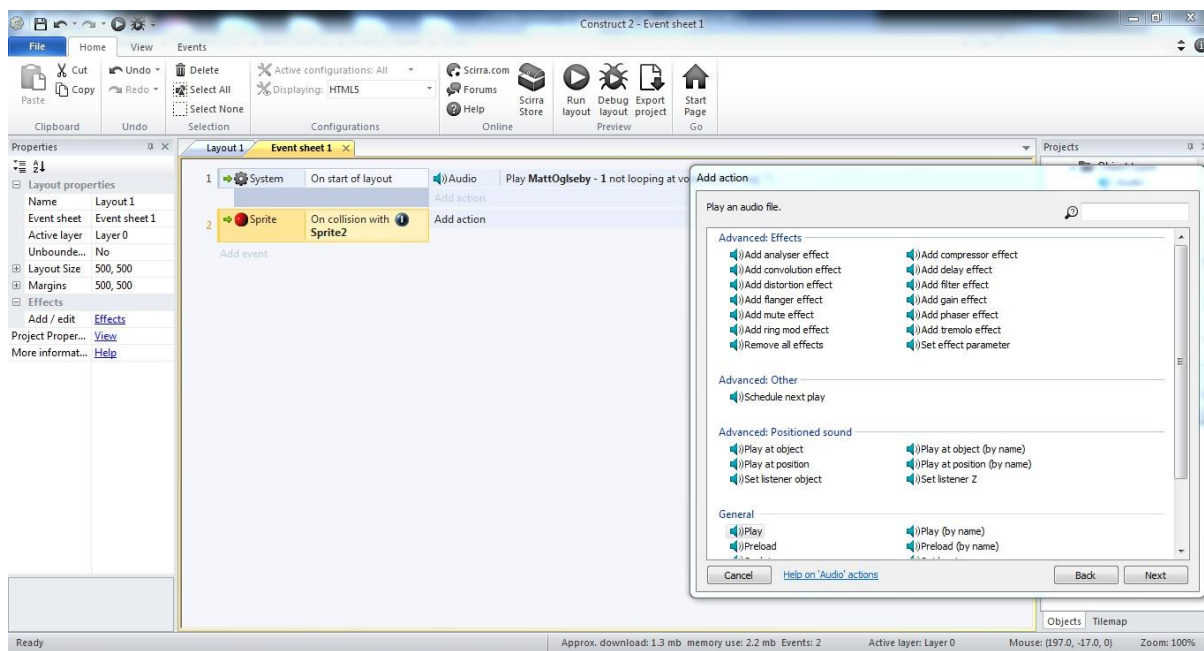 Construct 2 - Event sheet 1
File Home View Events
Cut
Copy
Paste
Clipboard
Undo
Redo
Undo
Delete
Select All
Select None
Selection
Active configurations: All
Displaying: HTML5
Configurations
Scirra.com
Forums
Help
Scirra Store
Online
Run layout
Debug layout
Export project
Preview
Start Page
Go
Properties
Layout properties
Name Layout 1
Event sheet Event sheet 1
Active layer Layer 0
Unbounde... No
Layout Size 500, 500
Margins 500, 500
Effects
Add / edit Effects
Project Proper... View
More informat... Help
Layout 1 Event sheet 1
1 System On start of layout Audio Play MattOglseby - 1 not looping at vo
Add action
2 Sprite On collision with Sprite2 Add action
Add event
Projects
Add action
Play an audio file.
Advanced: Effects
Add analyser effect Add compressor effect
Add convolution effect Add delay effect
Add distortion effect Add filter effect
Add flanger effect Add gain effect
Add mute effect Add phaser effect
Add ring mod effect Add tremolo effect
Remove all effects Set effect parameter
Advanced: Other
Schedule next play
Advanced: Positioned sound
Play at object Play at object (by name)
Play at position Play at position (by name)
Set listener object Set listener Z
General
Play Play (by name)
Preload Preload (by name)
Cancel Help on 'Audio' actions Back Next
Objects Tilemap
Ready Approx. download: 1.3 mb memory use: 2.2 mb Events: 2 Active layer: Layer 0 Mouse: (197.0, -17.0, 0) Zoom: 100%